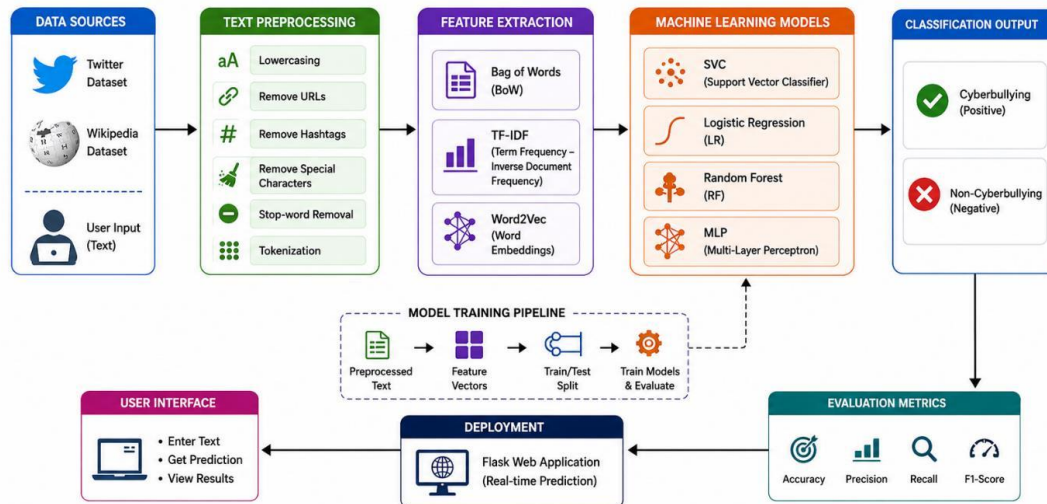 DATA SOURCES
Twitter
Dataset
Wikipedia
Dataset
User Input
(Text)
TEXT PREPROCESSING
aA
Lowercasing
Remove URLs
#
Remove Hashtags
Remove Special
Characters
Stop-word Removal
Tokenization
FEATURE EXTRACTION
Bag of Words
(BoW)
TF-IDF
(Term Frequency –
Inverse Document
Frequency)
Word2Vec
(Word
Embeddings)
MACHINE LEARNING MODELS
SVC
(Support Vector Classifier)
Logistic Regression
(LR)
Random Forest
(RF)
MLP
(Multi-Layer Perceptron)
CLASSIFICATION OUTPUT
Cyberbullying
(Positive)
Non-Cyberbullying
(Negative)
MODEL TRAINING PIPELINE
Preprocessed
Text
Feature
Vectors
Train/Test
Split
Train Models
& Evaluate
USER INTERFACE
• Enter Text
• Get Prediction
• View Results
DEPLOYMENT
Flask Web Application
(Real-time Prediction)
EVALUATION METRICS
Accuracy
Precision
Recall
F1-Score